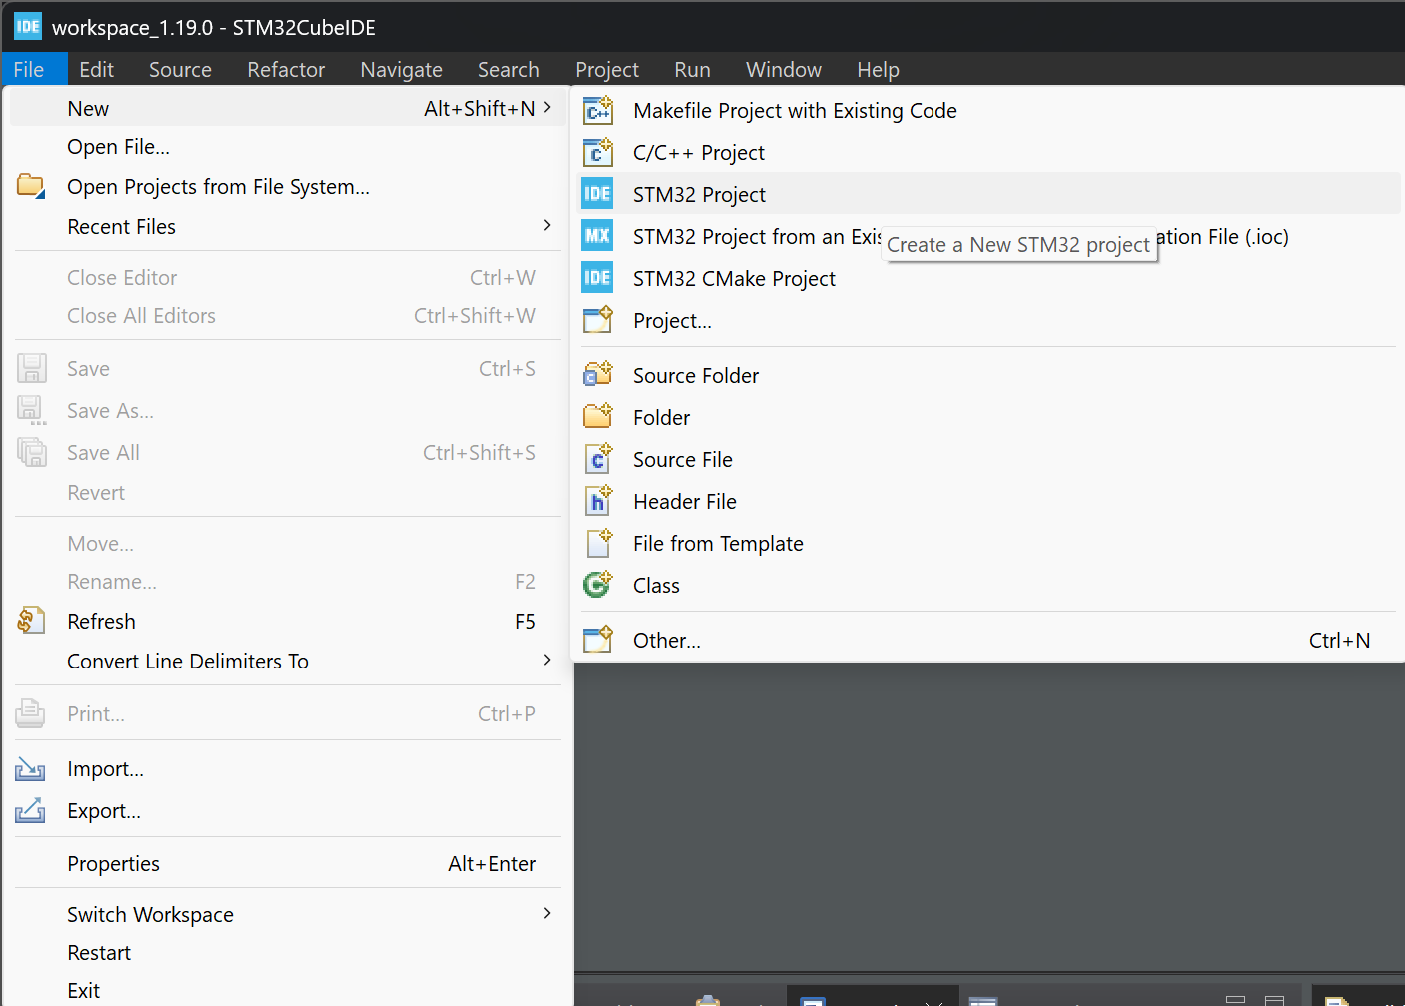 IDE workspace_1.19.0 - STM32CubeIDE
File Edit Source Refactor Navigate Search Project Run Window Help
New Alt+Shift+N
Open File...
Open Projects from File System...
Recent Files
Close Editor Ctrl+W
Close All Editors Ctrl+Shift+W
Save Ctrl+S
Save As...
Save All Ctrl+Shift+S
Revert
Move...
Rename... F2
Refresh F5
Convert Line Delimiters To
Print... Ctrl+P
Import...
Export...
Properties Alt+Enter
Switch Workspace
Restart
Exit
C++ Makefile Project with Existing Code
C C/C++ Project
IDE STM32 Project
MX STM32 Project from an Exis ation File (.ioc)
Create a New STM32 project
IDE STM32 CMake Project
Project...
C Source Folder
Folder
c Source File
h Header File
File from Template
C Class
Other... Ctrl+N